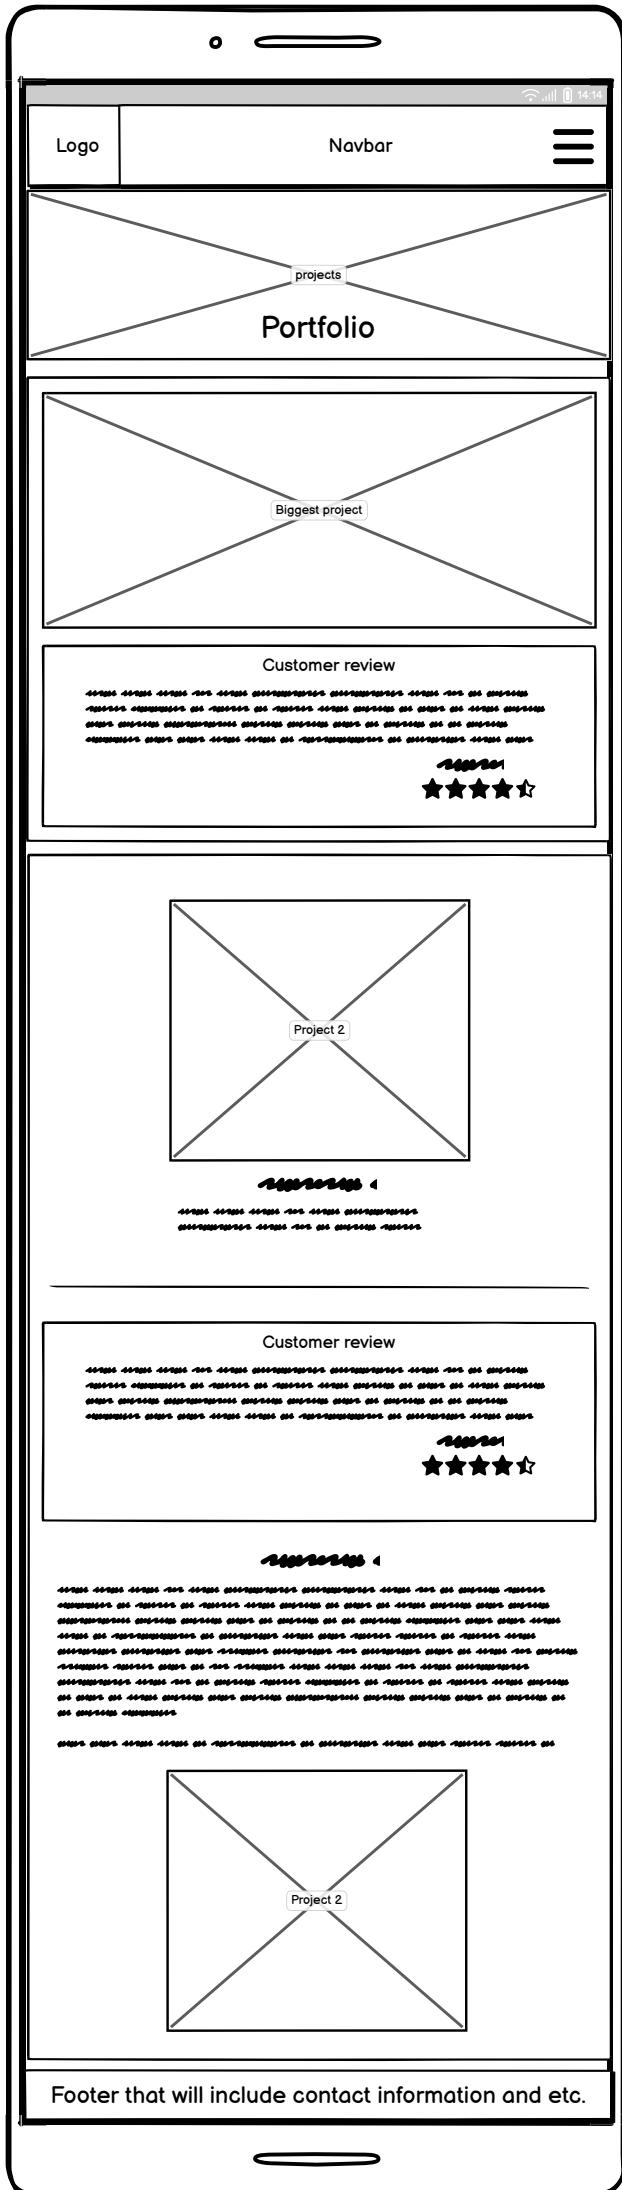 14:14
Logo
Navbar
projects
Portfolio
Biggest project
Customer review
Project 2
Customer review
Project 2
Footer that will include contact information and etc.